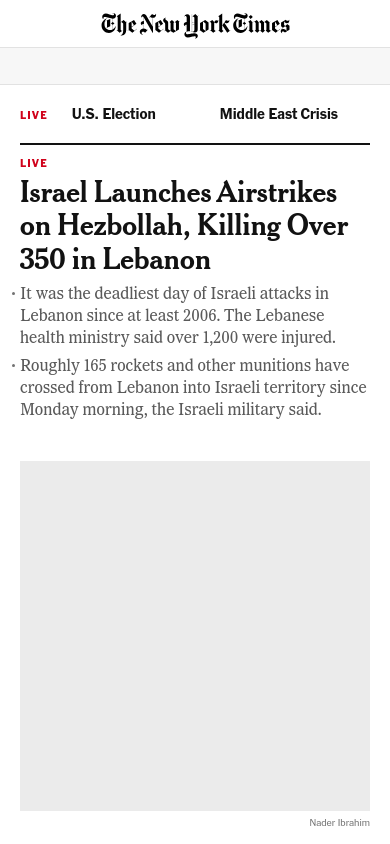 The New York Times
LIVE U.S. Election Middle East Crisis
LIVE
Israel Launches Airstrikes
on Hezbollah, Killing Over
350 in Lebanon
· It was the deadliest day of Israeli attacks in
Lebanon since at least 2006. The Lebanese
health ministry said over 1,200 were injured.
· Roughly 165 rockets and other munitions have
crossed from Lebanon into Israeli territory since
Monday morning, the Israeli military said.
Nader Ibrahim